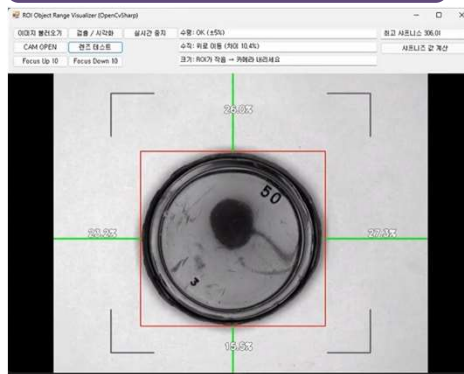 ROI Object Range Visualizer (OpenCvSharp)
이미지 불러오기 검출 / 시각화 실시간 중지 수평: OK (±5%) 최고 샤프니스 306.01
CAM OPEN 렌즈 테스트 수직: 위로 이동 (차이 10.4%) 샤프니즈 값 계산
Focus Up 10 Focus Down 10 크기: ROI가 작음 → 카메라 내리세요
26.0%
50
27.3%
3
15.5%